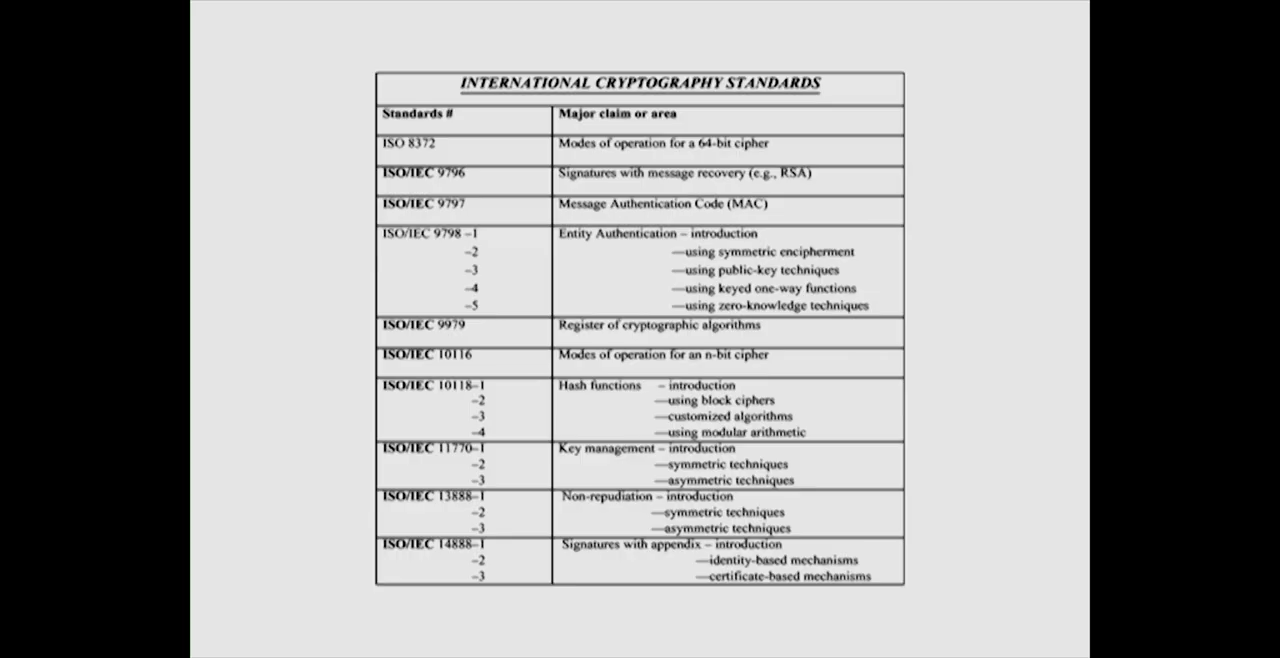 INTERNATIONAL CRYPTOGRAPHY STANDARDS
Standards # Major claim or area
ISO 8372 Modes of operation for a 64-bit cipher
ISO/IEC 9796 Signatures with message recovery (e.g., RSA)
ISO/IEC 9797 Message Authentication Code (MAC)
ISO/IEC 9798 –1 Entity Authentication – introduction
–2 —using symmetric encipherment
–3 —using public-key techniques
–4 —using keyed one-way functions
–5 —using zero-knowledge techniques
ISO/IEC 9979 Register of cryptographic algorithms
ISO/IEC 10116 Modes of operation for an n-bit cipher
ISO/IEC 10118–1 Hash functions – introduction
–2 —using block ciphers
–3 —customized algorithms
–4 —using modular arithmetic
ISO/IEC 11770–1 Key management – introduction
–2 —symmetric techniques
–3 —asymmetric techniques
ISO/IEC 13888–1 Non-repudiation – introduction
–2 —symmetric techniques
–3 —asymmetric techniques
ISO/IEC 14888–1 Signatures with appendix – introduction
–2 —identity-based mechanisms
–3 —certificate-based mechanisms